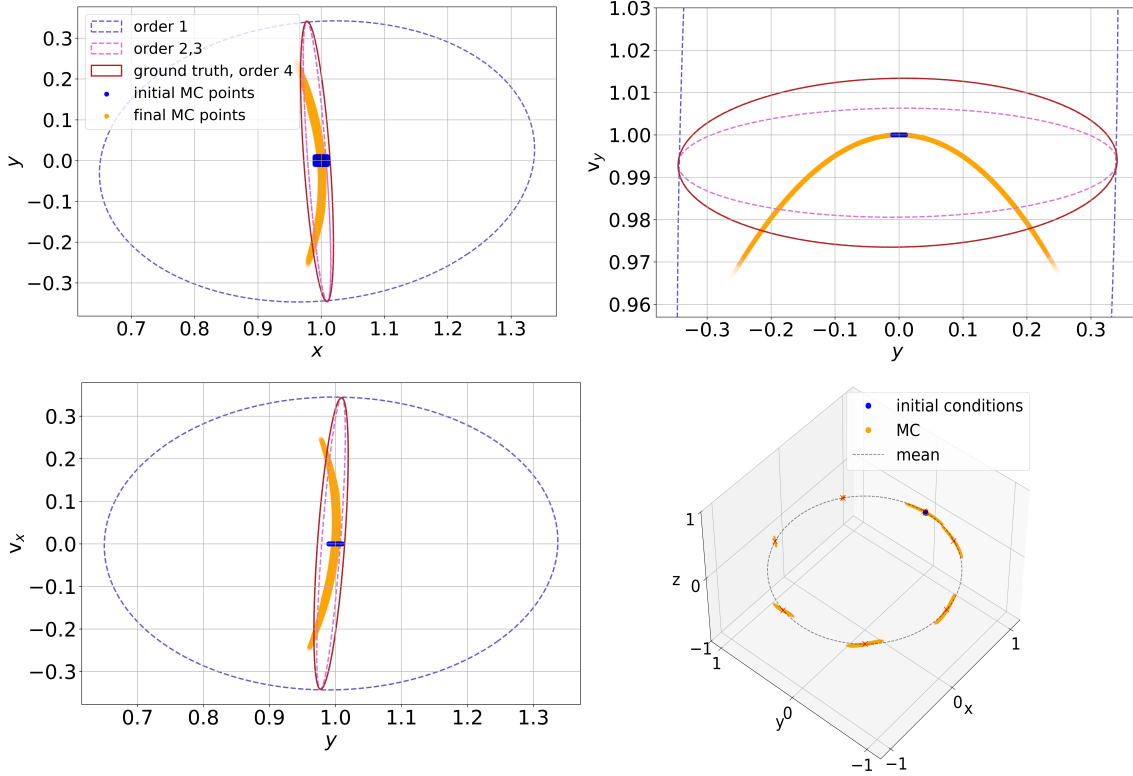 0.3
0.2
0.1
0.0
−0.1
−0.2
−0.3
y
0.7 0.8 0.9 1.0 1.1 1.2 1.3
x
order 1
order 2,3
ground truth, order 4
initial MC points
final MC points
1.03
1.02
1.01
1.00
0.99
0.98
0.97
0.96
v_y
−0.3 −0.2 −0.1 0.0 0.1 0.2 0.3
y
0.3
0.2
0.1
0.0
−0.1
−0.2
−0.3
v_x
0.7 0.8 0.9 1.0 1.1 1.2 1.3
y
initial conditions
MC
mean
1
z 0
−1
1
y 0
−1
−1
0 x
1